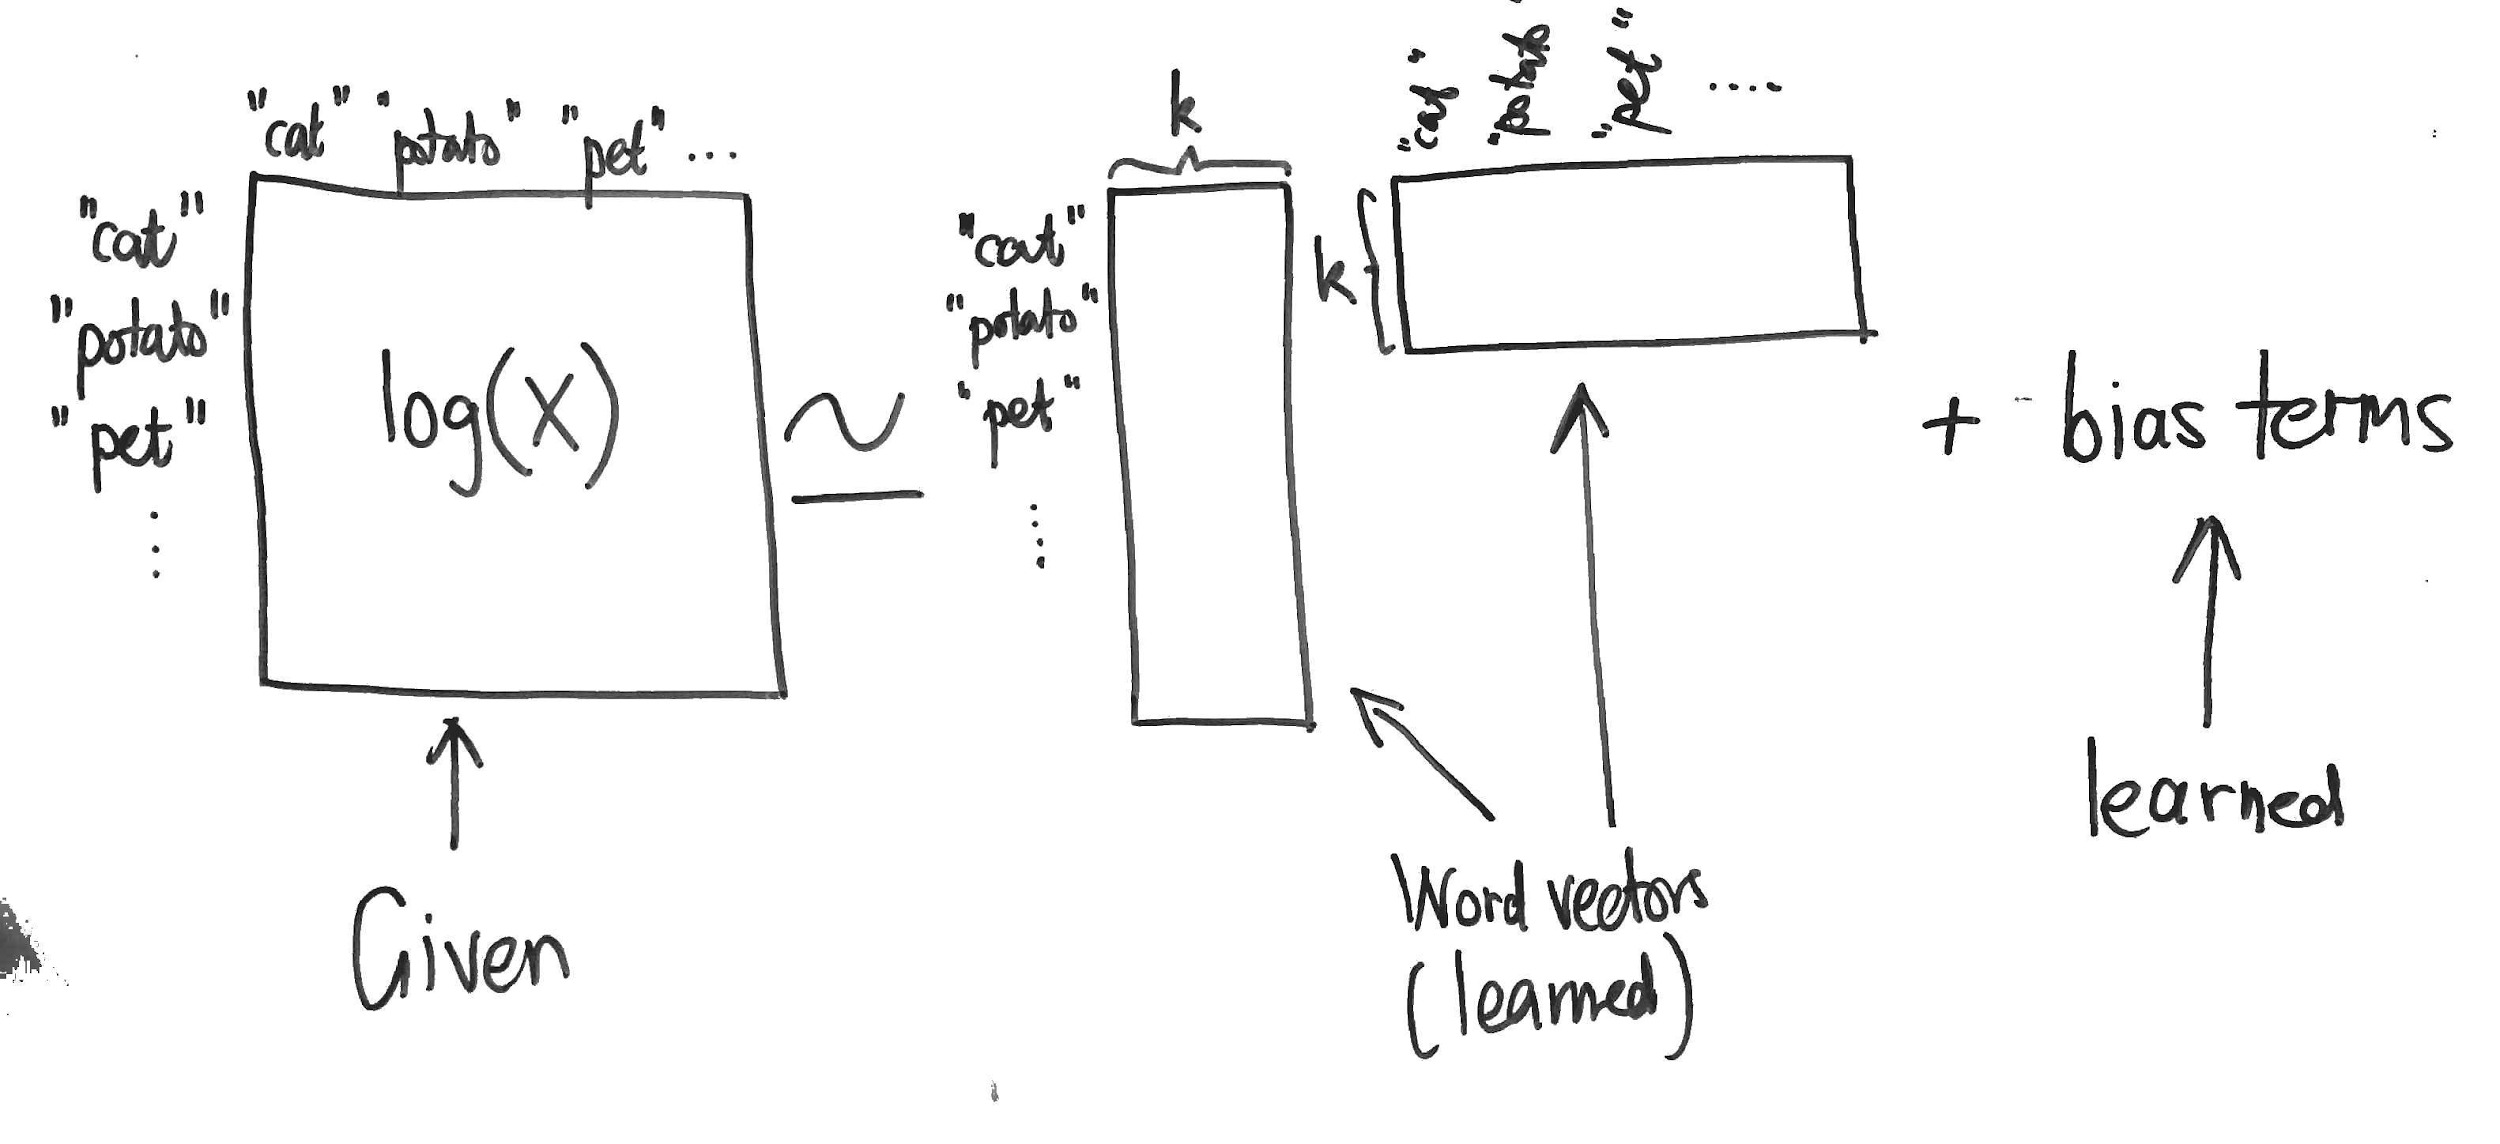 "cat" "potato" "pet" ...
"cat"
"potato"
"pet"
⋮
log(X)
≃
k
"cat"
"potato"
"pet"
⋮
k
"cat" "potato" "pet" ....
+ bias terms
Given
Word vectors
(learned)
learned